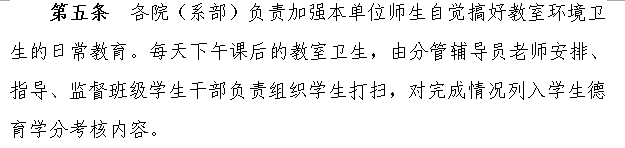 第五条 各院（系部）负责加强本单位师生自觉搞好教室环境卫
生的日常教育。每天下午课后的教室卫生，由分管辅导员老师安排、
指导、监督班级学生干部负责组织学生打扫，对完成情况列入学生德
育学分考核内容。